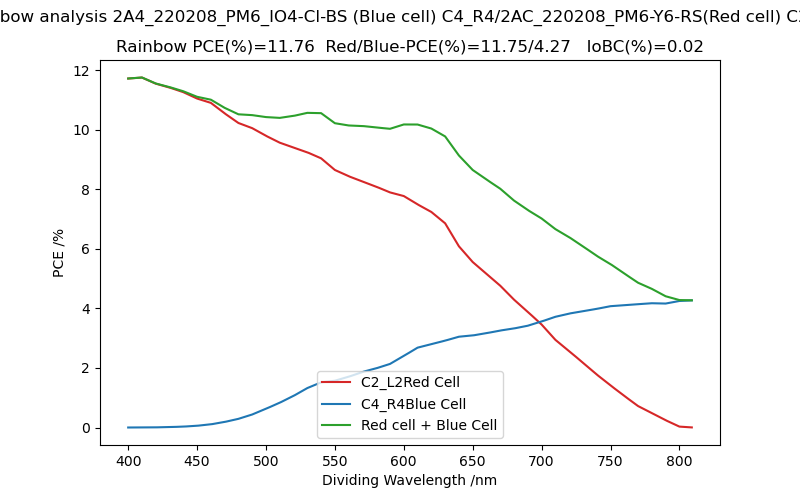 bow analysis 2A4_220208_PM6_IO4-Cl-BS (Blue cell) C4_R4/2AC_220208_PM6-Y6-RS(Red cell) C
Rainbow PCE(%)=11.76  Red/Blue-PCE(%)=11.75/4.27   IoBC(%)=0.02
12
10
8
6
4
2
0
PCE /%
C2_L2Red Cell
C4_R4Blue Cell
Red cell + Blue Cell
400 450 500 550 600 650 700 750 800
Dividing Wavelength /nm